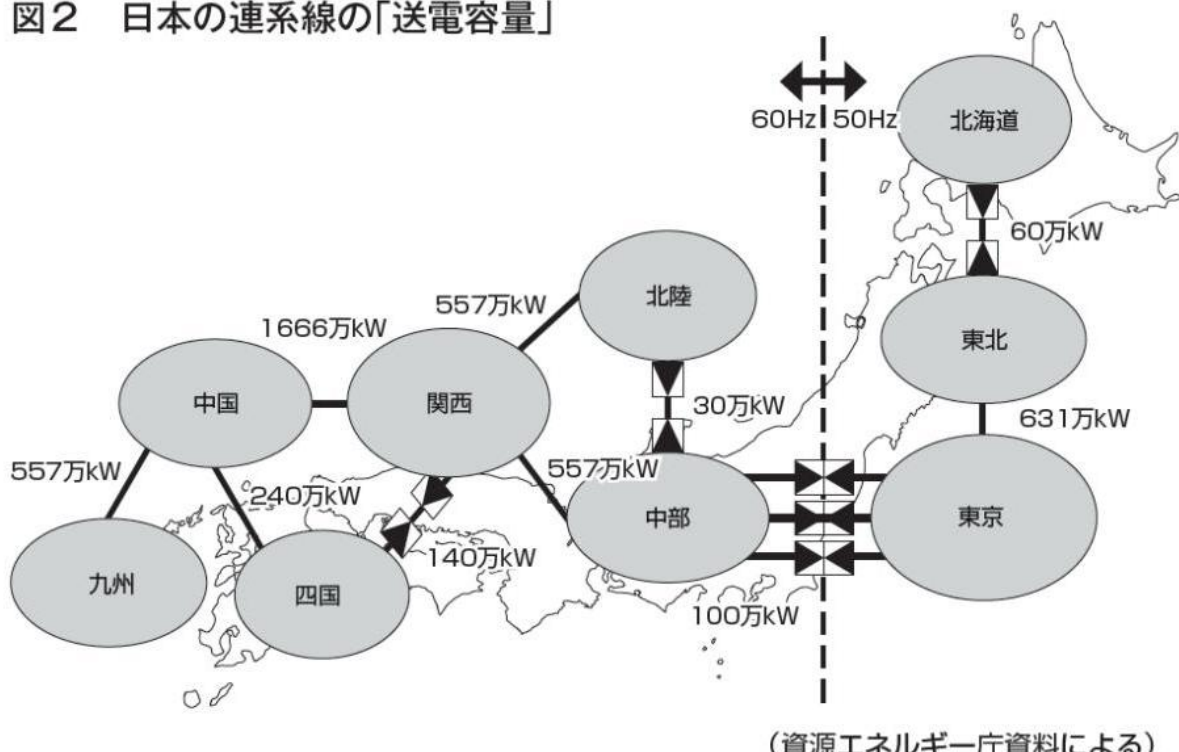 図2 日本の連系線の「送電容量」
60Hz 50Hz
北海道
60万kW
北陸
557万kW
東北
1666万kW
中国
関西
30万kW
631万kW
557万kW
557万kW
240万kW
中部
東京
140万kW
九州
四国
100万kW
(資源エネルギー庁資料による)